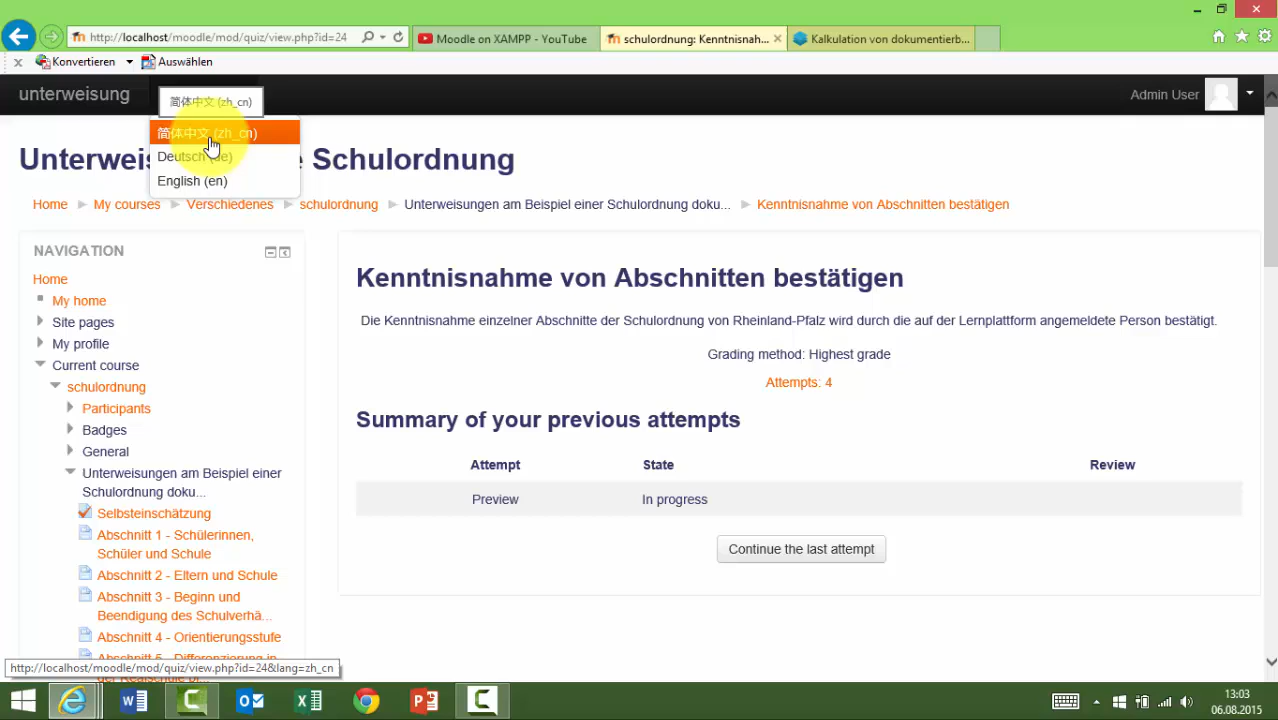 http://localhost/moodle/mod/quiz/view.php?id=24
Moodle on XAMPP - YouTube
schulordnung: Kenntnisnah...
Kalkulation von dokumentierb...
Konvertieren
Auswählen
unterweisung
简体中文 (zh_cn)
Admin User
简体中文 (zh_cn)
Deutsch (de)
English (en)
Schulordnung
Home
My courses
Verschiedenes
schulordnung
Unterweisungen am Beispiel einer Schulordnung doku...
Kenntnisnahme von Abschnitten bestätigen
NAVIGATION
Home
My home
Site pages
My profile
Current course
schulordnung
Participants
Badges
General
Unterweisungen am Beispiel einer
Schulordnung doku...
Selbsteinschätzung
Abschnitt 1 - Schülerinnen,
Schüler und Schule
Abschnitt 2 - Eltern und Schule
Abschnitt 3 - Beginn und
Beendigung des Schulverhä...
Abschnitt 4 - Orientierungsstufe
Kenntnisnahme von Abschnitten bestätigen
Die Kenntnisnahme einzelner Abschnitte der Schulordnung von Rheinland-Pfalz wird durch die auf der Lernplattform angemeldete Person bestätigt.
Grading method: Highest grade
Attempts: 4
Summary of your previous attempts
Attempt State Review
Preview In progress
Continue the last attempt
http://localhost/moodle/mod/quiz/view.php?id=24&lang=zh_cn
13:03
06.08.2015